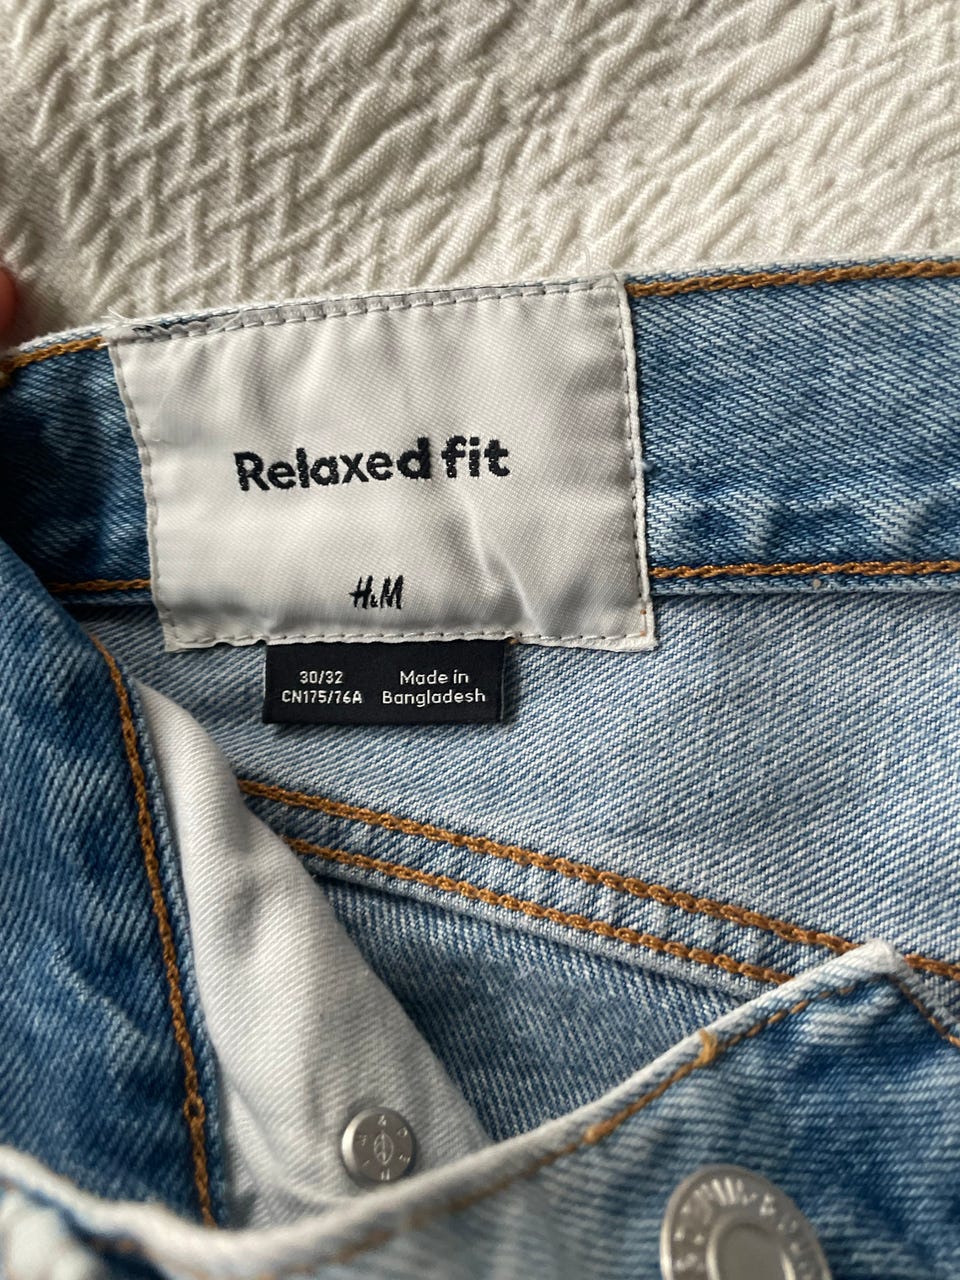 Relaxed fit
H&M
30/32
CN175/76A
Made in
Bangladesh